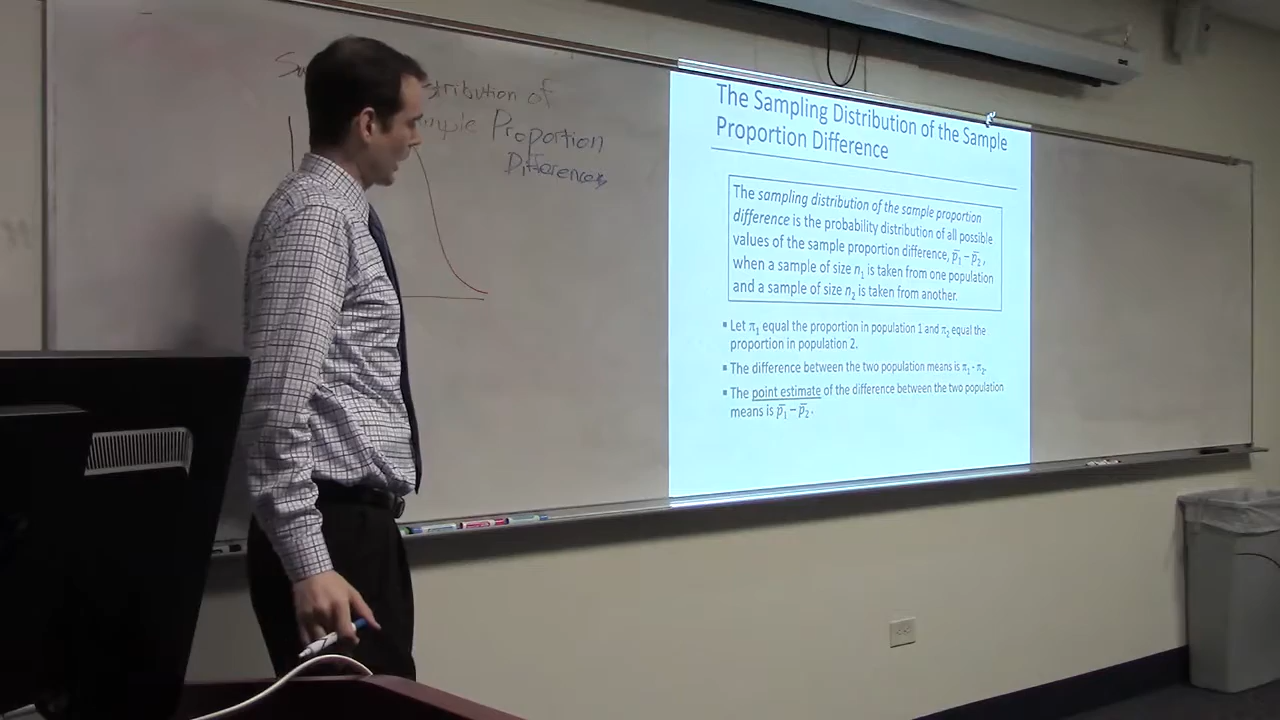 stribution of
mple Proportion
Difference
The Sampling Distribution of the Sample
Proportion Difference
The sampling distribution of the sample proportion
difference is the probability distribution of all possible
values of the sample proportion difference, p̅₁ − p̅₂,
when a sample of size n₁ is taken from one population
and a sample of size n₂ is taken from another.
▪ Let π₁ equal the proportion in population 1 and π₂ equal the
proportion in population 2.
▪ The difference between the two population means is π₁ - π₂.
▪ The point estimate of the difference between the two population
means is p̅₁ − p̅₂.